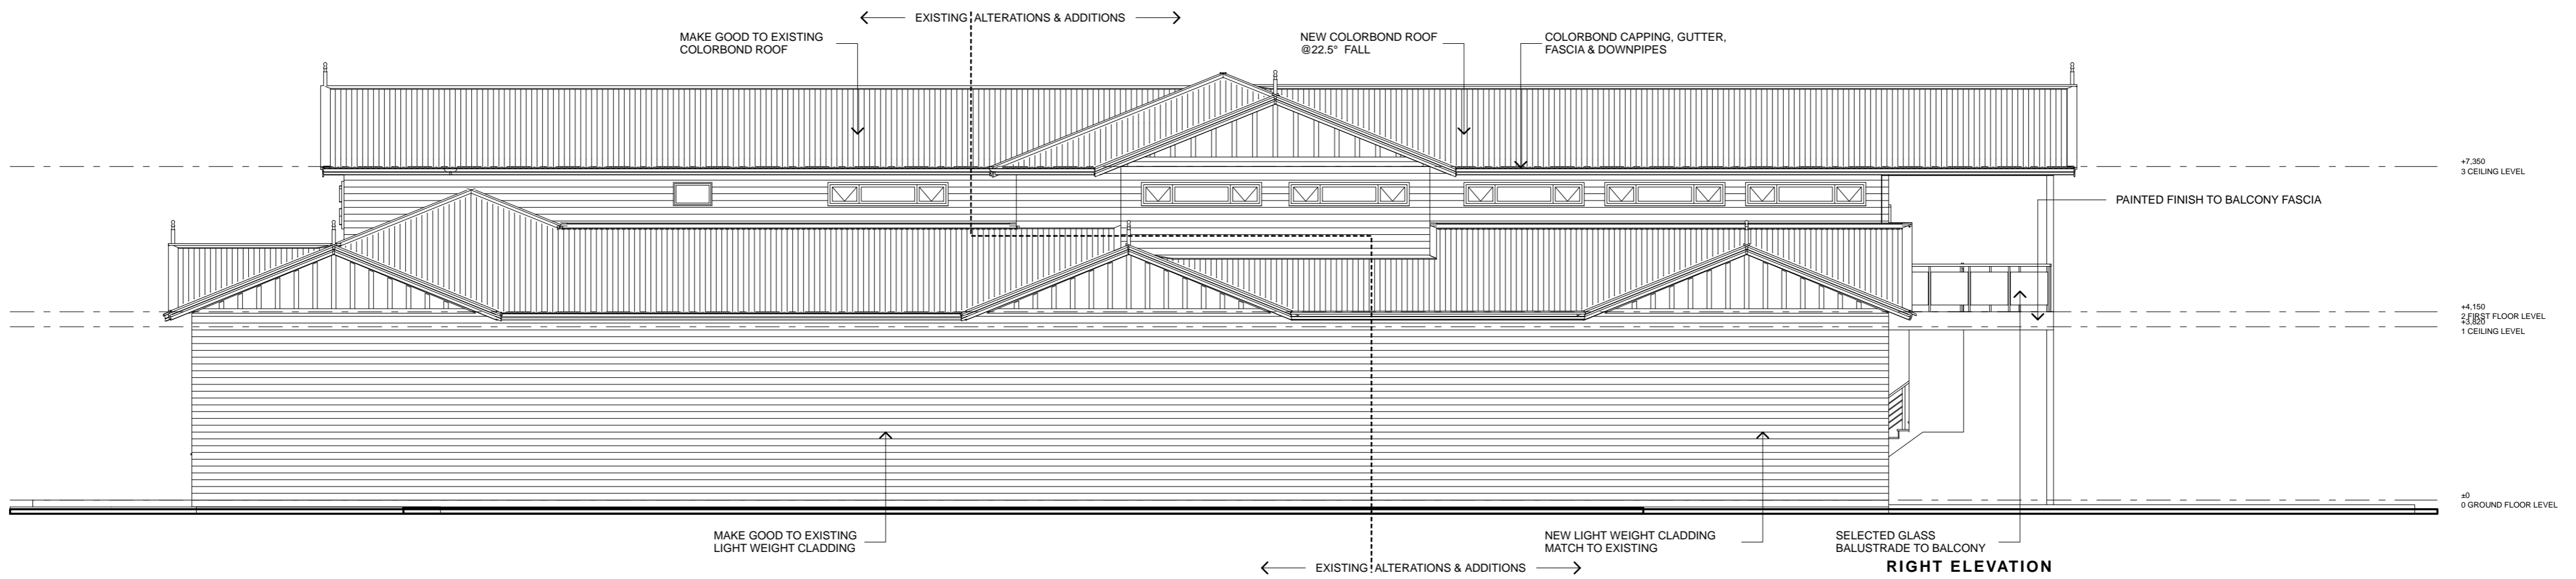 EXISTING ALTERATIONS & ADDITIONS
MAKE GOOD TO EXISTING
COLORBOND ROOF
NEW COLORBOND ROOF
@22.5° FALL
COLORBOND CAPPING, GUTTER,
FASCIA & DOWNPIPES
+7,350
3 CEILING LEVEL
PAINTED FINISH TO BALCONY FASCIA
+4,150
2 FIRST FLOOR LEVEL
+3,820
1 CEILING LEVEL
±0
0 GROUND FLOOR LEVEL
MAKE GOOD TO EXISTING
LIGHT WEIGHT CLADDING
NEW LIGHT WEIGHT CLADDING
MATCH TO EXISTING
SELECTED GLASS
BALUSTRADE TO BALCONY
EXISTING ALTERATIONS & ADDITIONS
RIGHT ELEVATION